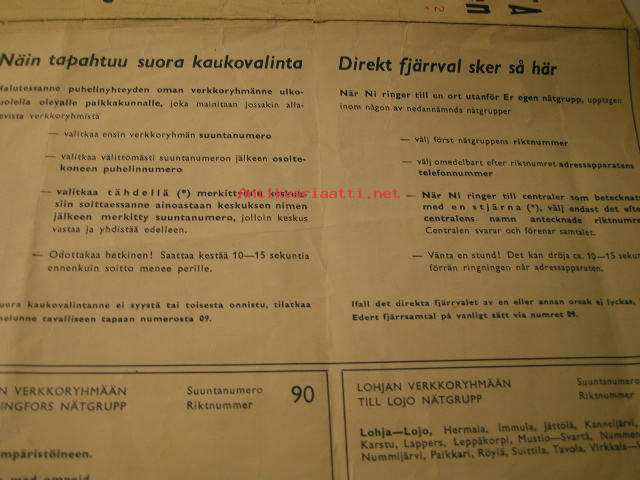 Näin tapahtuu suora kaukovalinta
Halutessanne puhelinyhteyden oman verkkoryhmänne ulko-
puolella olevalle paikkakunnalle, joka mainitaan jossakin alla-
olevista verkkoryhmistä
— valitkaa ensin verkkoryhmän suuntanumero
— valitkaa välittömästi suuntanumeron jälkeen osoite-
koneen puhelinnumero
— valitkaa tähdellä (*) merkittyihin keskuk-
siin soittaessanne ainoastaan keskuksen nimen
jälkeen merkitty suuntanumero, jolloin keskus
vastaa ja yhdistää edelleen.
— Odottakaa hetkinen! Saattaa kestää 10—15 sekuntia
ennenkuin soitto menee perille.
suora kaukovalintanne ei syystä tai toisesta onnistu, tilatkaa
puhelunne tavalliseen tapaan numerosta 09.
Direkt fjärrval sker så här
När Ni ringer till en ort utanför Er egen nätgrupp, upptagen
inom någon av nedannämnda nätgrupper
— välj först nätgruppens riktnummer
— välj omedelbart efter riktnumret adressapparatens
telefonnummer
— När Ni ringer till centraler som betecknats
med en stjärna (*), välj endast det efter
centralens namn antecknade riktnumret.
Centralen svarar och förenar samtalet.
— Vänta en stund! Det kan dröja ca. 10—15 sekunder
förrän ringningen når adressapparaten.
Ifall det direkta fjärrvalet av en eller annan orsak ej lyckas,
Edert fjärrsamtal på vanligt sätt via numret 09.
Antikvariaatti.net
N VERKKORYHMÄÄN
INGFORS NÄTGRUPP
Suuntanumero
Riktnummer
90
mpäristöineen.
LOHJAN VERKKORYHMÄÄN
TILL LOJO NÄTGRUPP
Suuntanumero
Riktnummer
Lohja—Lojo, Hermala, Immula, Jättölä, Kanneljärvi,
Karstu, Lappers, Leppäkorpi, Mustio—Svartå, Nummen
Nummijärvi, Paikkari, Röylä, Suittila, Tavola, Virkkala—